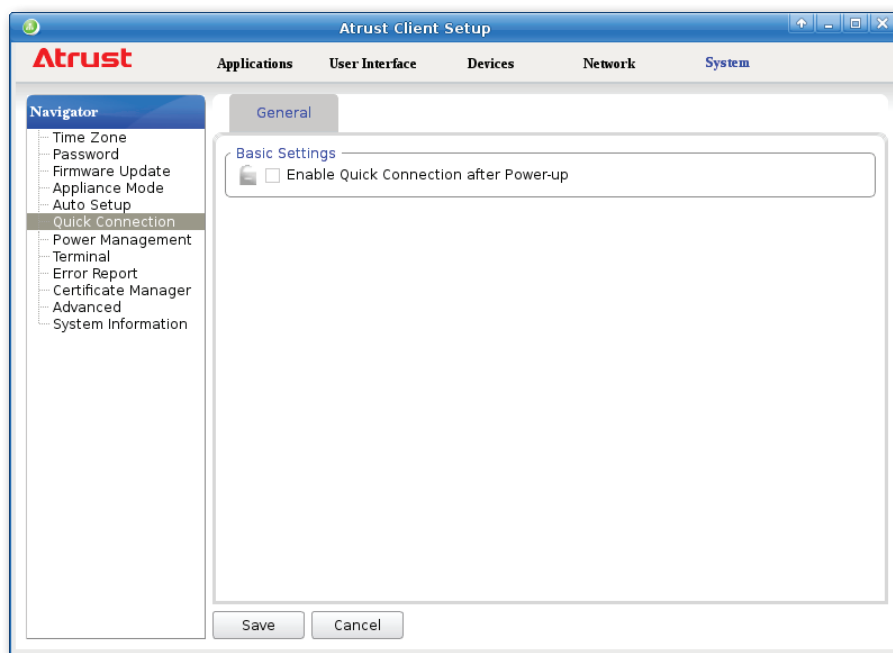 Atrust Client Setup
Atrust
Applications User Interface Devices Network System
Navigator
Time Zone
Password
Firmware Update
Appliance Mode
Auto Setup
Quick Connection
Power Management
Terminal
Error Report
Certificate Manager
Advanced
System Information
General
Basic Settings
Enable Quick Connection after Power-up
Save Cancel